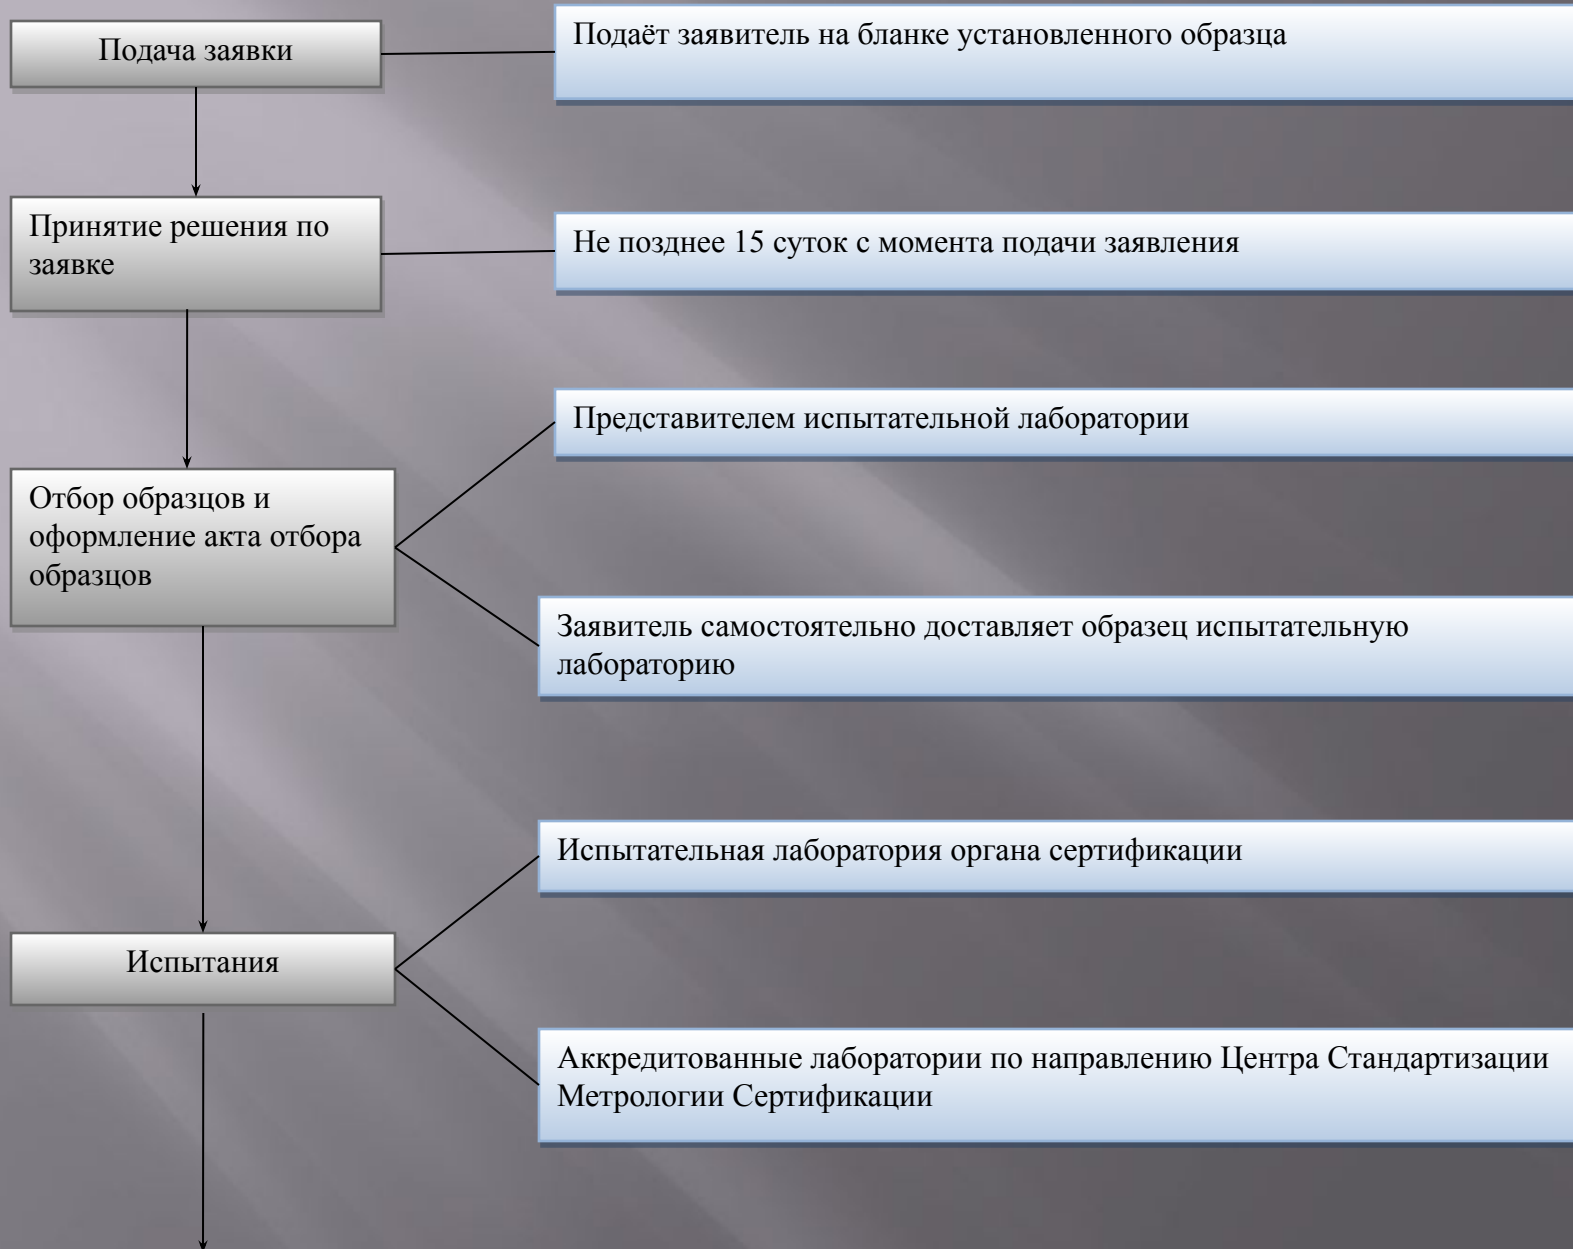 Подача заявки
Подаёт заявитель на бланке установленного образца
Принятие решения по
заявке
Не позднее 15 суток с момента подачи заявления
Представителем испытательной лаборатории
Отбор образцов и
оформление акта отбора
образцов
Заявитель самостоятельно доставляет образец испытательную
лабораторию
Испытательная лаборатория органа сертификации
Испытания
Аккредитованные лаборатории по направлению Центра Стандартизации
Метрологии Сертификации